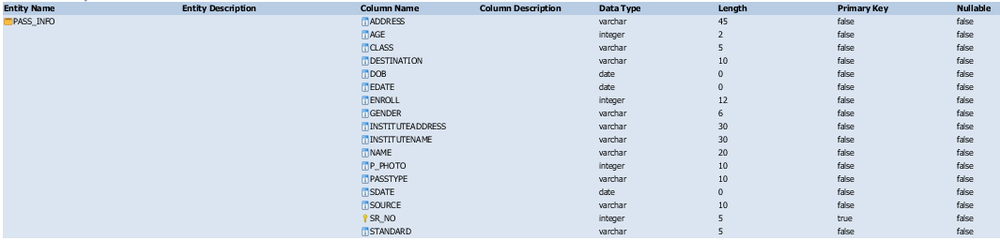 Entity Name Entity Description Column Name Column Description Data Type Length Primary Key Nullable
PASS_INFO ADDRESS varchar 45 false false
AGE integer 2 false false
CLASS varchar 5 false false
DESTINATION varchar 10 false false
DOB date 0 false false
EDATE date 0 false false
ENROLL integer 12 false false
GENDER varchar 6 false false
INSTITUTEADDRESS varchar 30 false false
INSTITUTENAME varchar 30 false false
NAME varchar 20 false false
P_PHOTO integer 10 false false
PASSTYPE varchar 10 false false
SDATE date 0 false false
SOURCE varchar 10 false false
SR_NO integer 5 true false
STANDARD varchar 5 false false